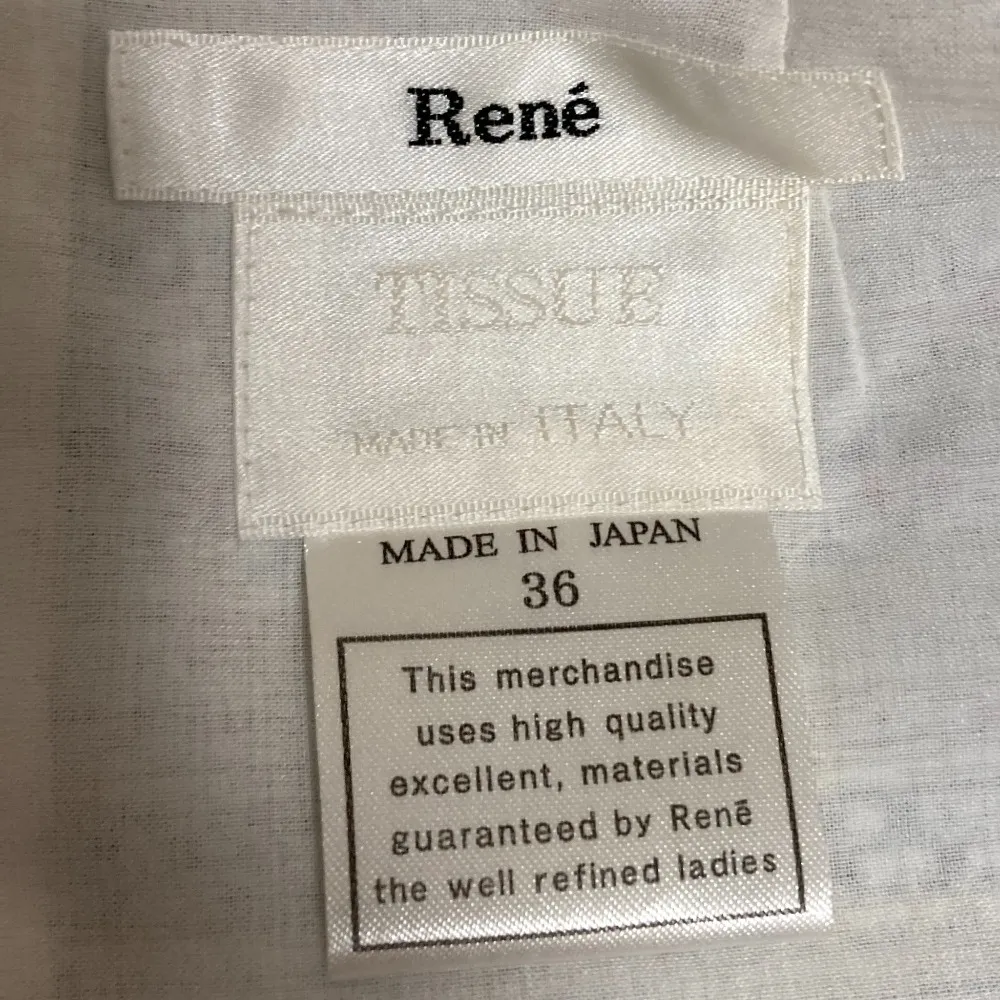 René
TISSUE
MADE IN ITALY
MADE IN JAPAN
36
This merchandise
uses high quality
excellent, materials
guaranteed by Renē
the well refined ladies